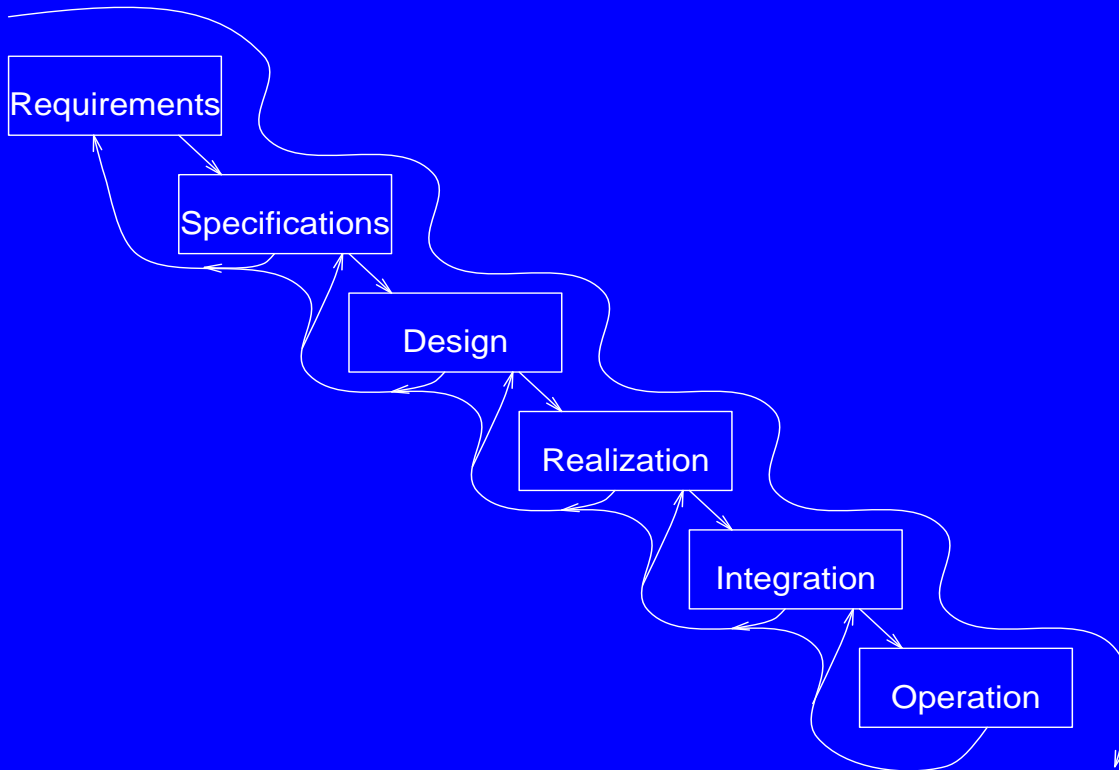 Requirements
Specifications
Design
Realization
Integration
Operation